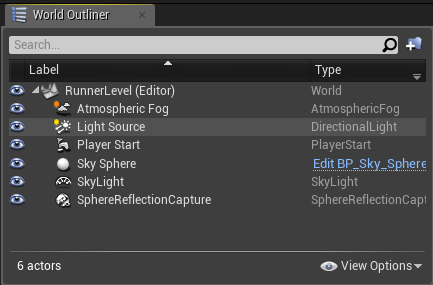 World Outliner
Search...
Label Type
RunnerLevel (Editor) World
Atmospheric Fog AtmosphericFog
Light Source DirectionalLight
Player Start PlayerStart
Sky Sphere Edit BP_Sky_Sphere
SkyLight SkyLight
SphereReflectionCapture SphereReflectionCapt
6 actors View Options